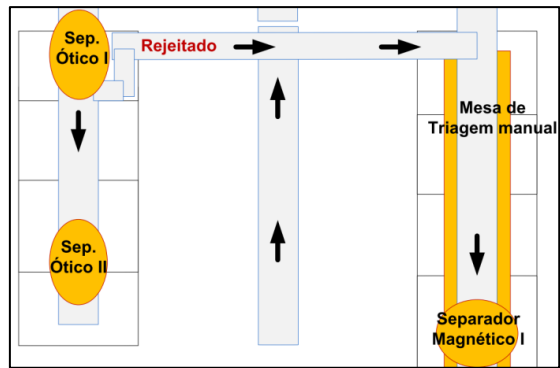 Sep.
Ótico I
Rejeitado
Mesa de
Triagem manual
Sep.
Ótico II
Separador
Magnético I